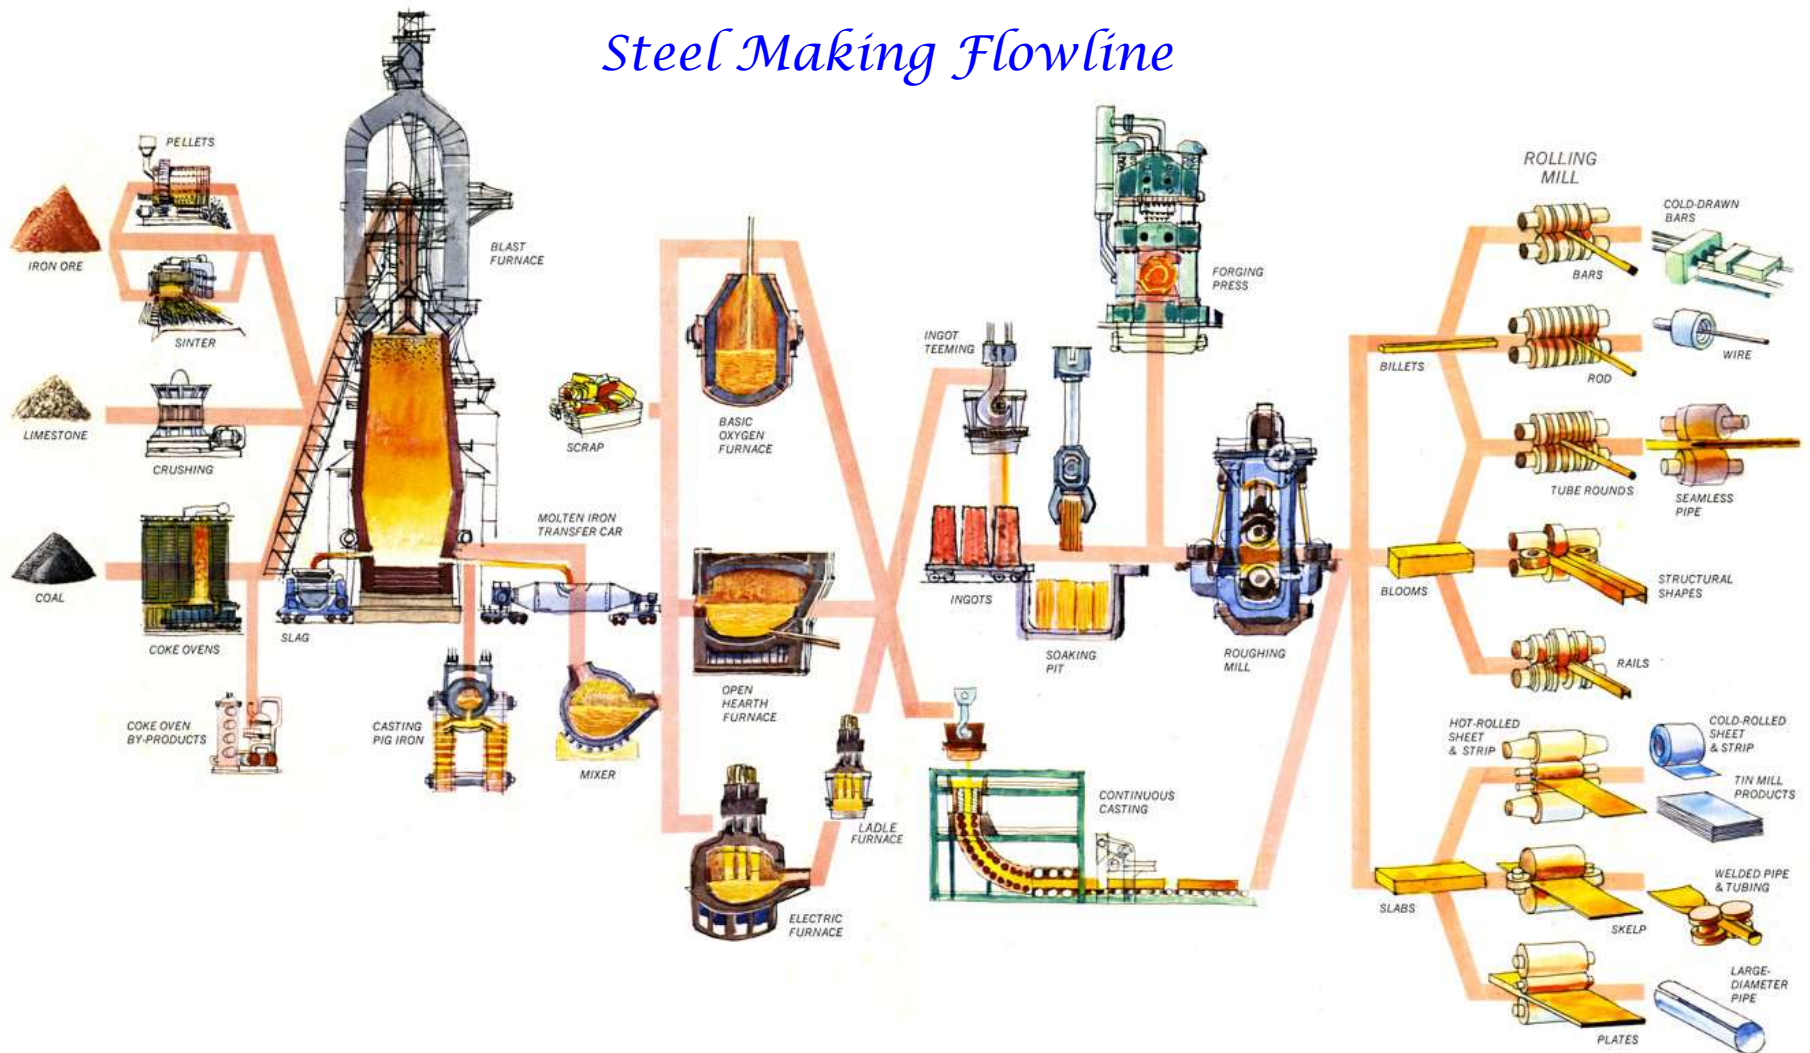 Steel Making Flowline
PELLETS
IRON ORE
SINTER
LIMESTONE
CRUSHING
COAL
COKE OVENS
COKE OVEN
BY-PRODUCTS
BLAST
FURNACE
SLAG
MOLTEN IRON
TRANSFER CAR
CASTING
PIG IRON
MIXER
SCRAP
BASIC
OXYGEN
FURNACE
OPEN
HEARTH
FURNACE
ELECTRIC
FURNACE
LADLE
FURNACE
INGOT
TEEMING
INGOTS
SOAKING
PIT
FORGING
PRESS
ROUGHING
MILL
CONTINUOUS
CASTING
ROLLING
MILL
BILLETS
BLOOMS
SLABS
BARS
COLD-DRAWN
BARS
ROD
WIRE
TUBE ROUNDS
SEAMLESS
PIPE
STRUCTURAL
SHAPES
RAILS
HOT-ROLLED
SHEET
& STRIP
COLD-ROLLED
SHEET
& STRIP
TIN MILL
PRODUCTS
SKELP
WELDED PIPE
& TUBING
PLATES
LARGE-
DIAMETER
PIPE